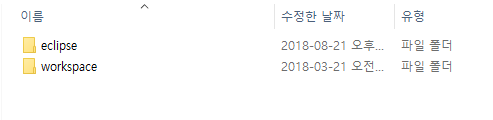 이름 수정한 날짜 유형
eclipse 2018-08-21 오후... 파일 폴더
workspace 2018-03-21 오전... 파일 폴더